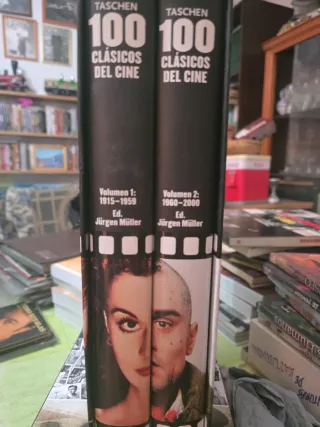 TASCHEN
100
CLÁSICOS
DEL CINE
Volumen 1:
1915–1959
Ed.
Jürgen Müller
TASCHEN
100
CLÁSICOS
DEL CINE
Volumen 2:
1960–2000
Ed.
Jürgen Müller